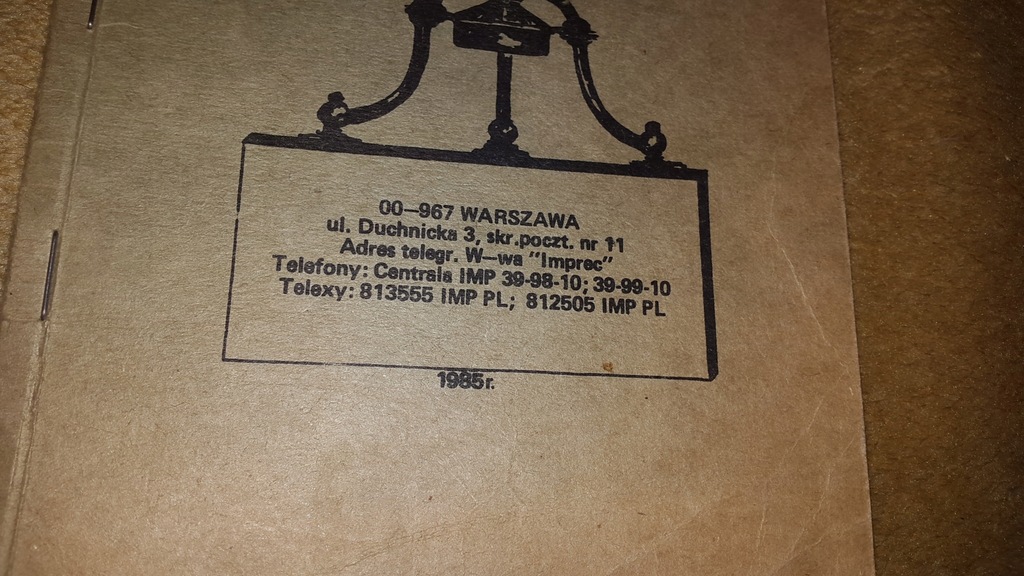 00—967 WARSZAWA
ul. Duchnicka 3, skr.poczt. nr 11
Adres telegr. W—wa "Imprec"
Telefony: Centrala IMP 39-98-10; 39-99-10
Telexy: 813555 IMP PL; 812505 IMP PL
1985r.